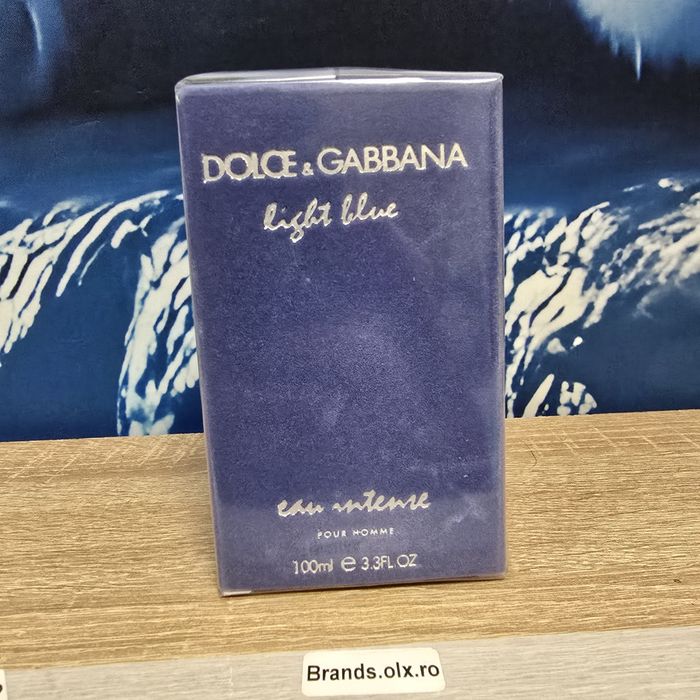 DOLCE & GABBANA
light blue
eau intense
POUR HOMME
100ml e 3.3FL.OZ
Brands.olx.ro